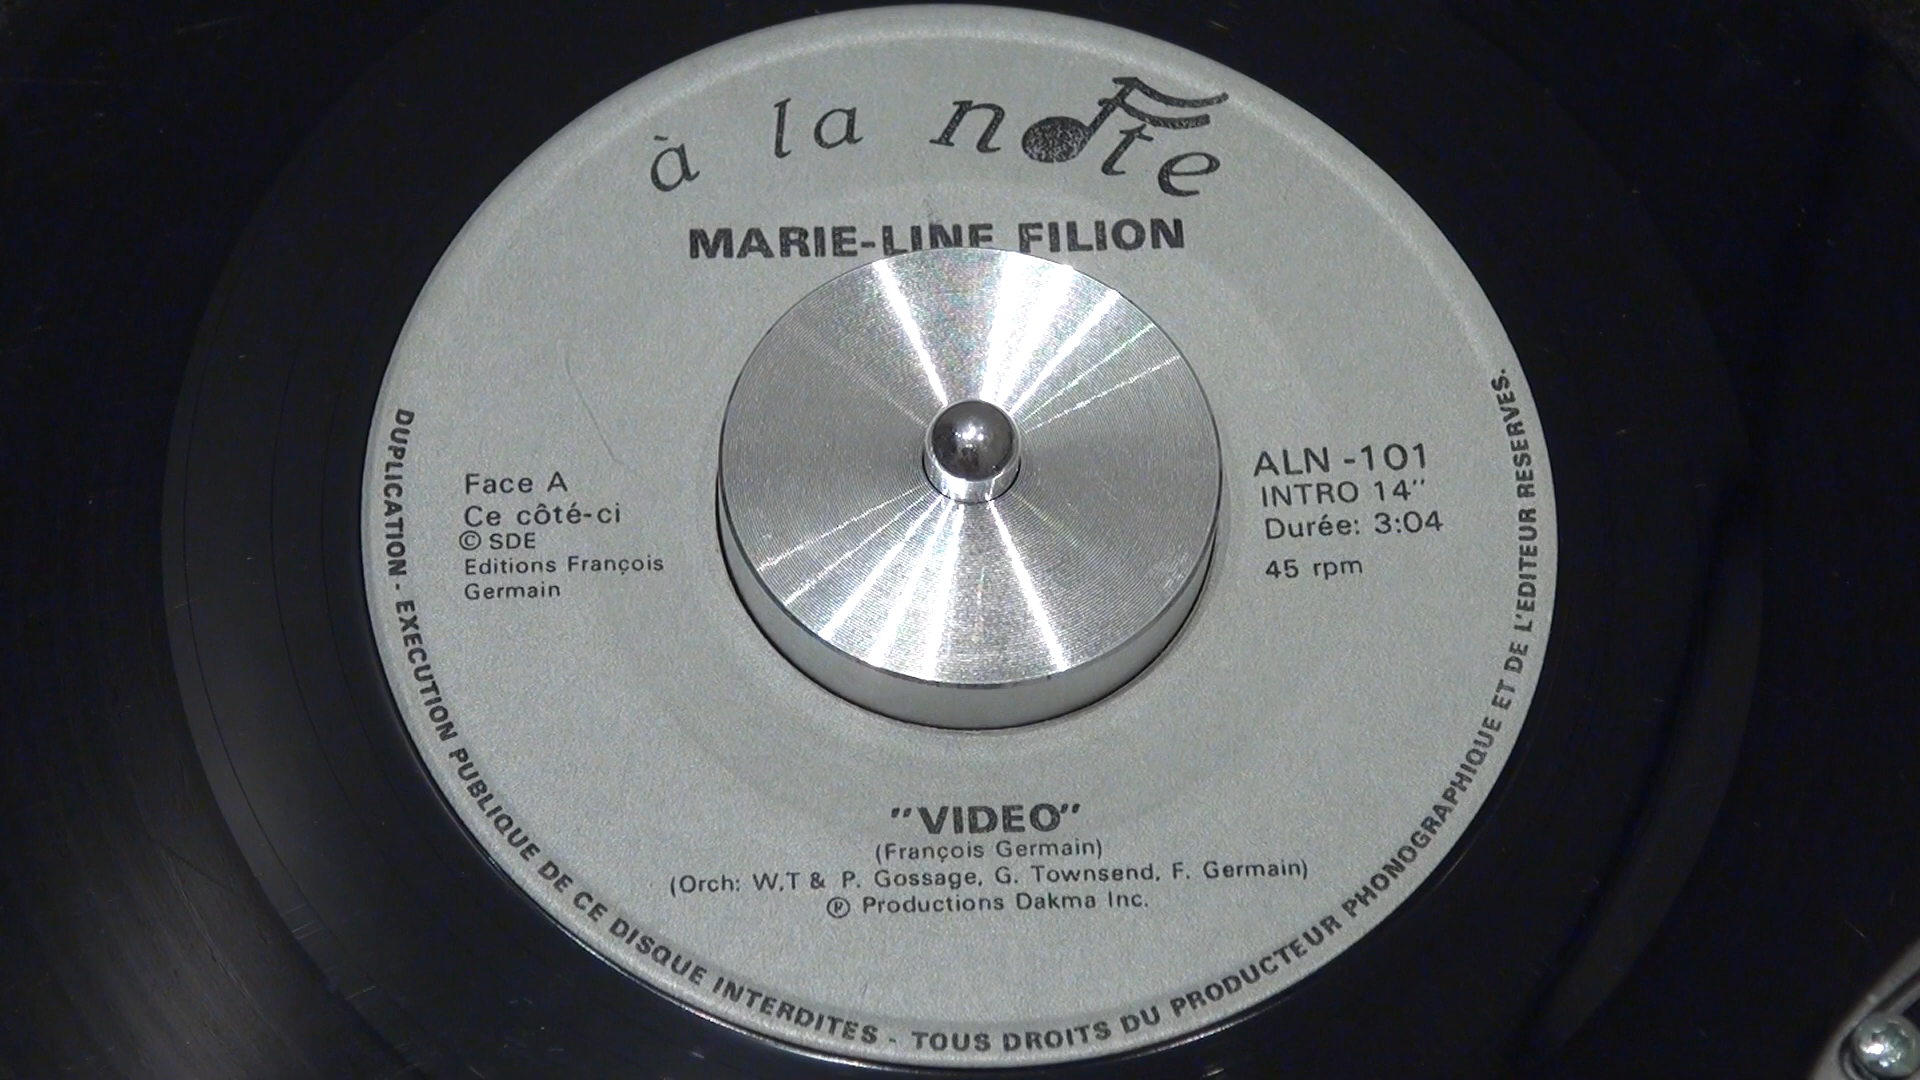 à la note
MARIE-LINE FILION
Face A
Ce côté-ci
© SDE
Editions François
Germain
ALN -101
INTRO 14"
Durée: 3:04
45 rpm
"VIDEO"
(François Germain)
(Orch: W.T & P. Gossage, G. Townsend, F. Germain)
℗ Productions Dakma Inc.
DUPLICATION - EXECUTION PUBLIQUE DE CE DISQUE INTERDITES - TOUS DROITS DU PRODUCTEUR PHONOGRAPHIQUE ET DE L'EDITEUR RESERVES.